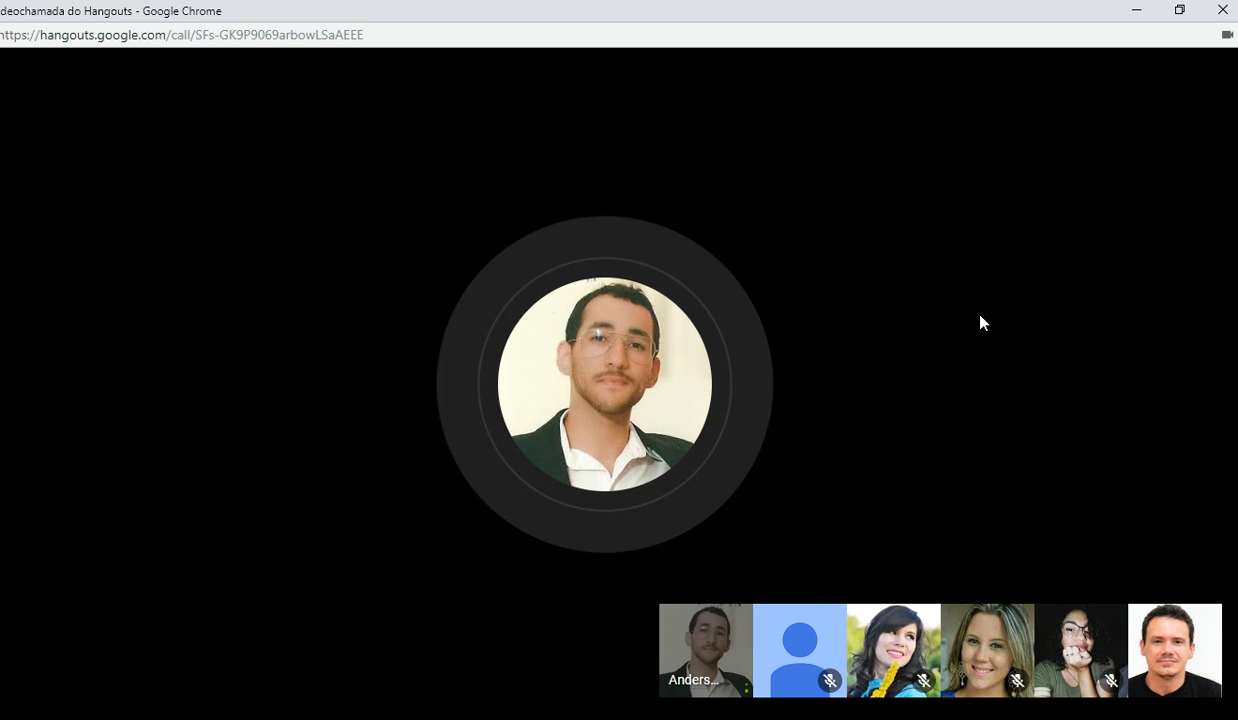 deochamada do Hangouts - Google Chrome
https://hangouts.google.com/call/SFs-GK9P9069arbowLSaAEEE
Anders...